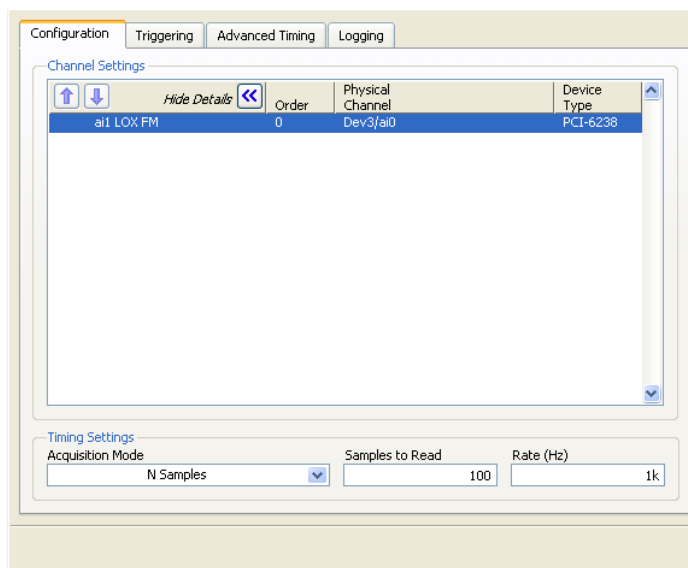 Configuration Triggering Advanced Timing Logging
Channel Settings
Hide Details Order Physical Channel Device Type
ai1 LOX FM 0 Dev3/ai0 PCI-6238
Timing Settings
Acquisition Mode Samples to Read Rate (Hz)
N Samples 100 1k